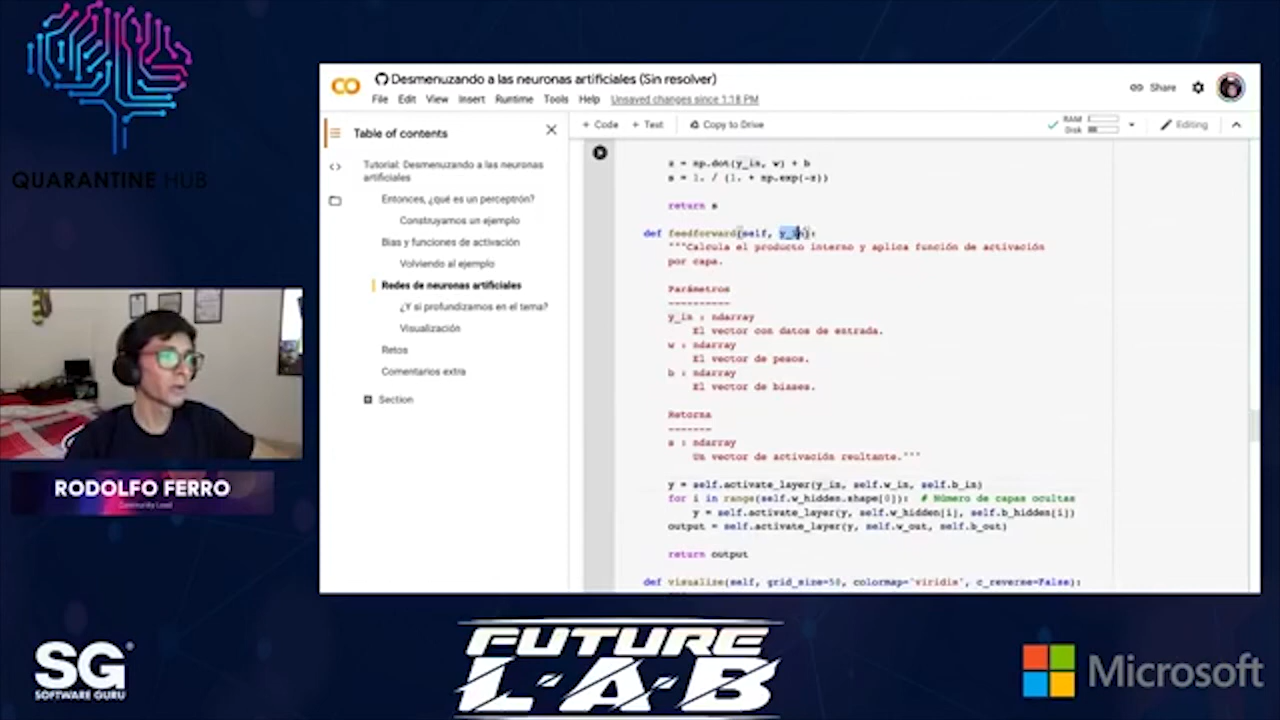 QUARANTINE HUB
Desmenuzando a las neuronas artificiales (Sin resolver)
File Edit View Insert Runtime Tools Help Unsaved changes since 1:18 PM
Share
Table of contents
+ Code + Text Copy to Drive
RAM
Disk
Editing
Tutorial: Desmenuzando a las neuronas
artificiales
Entonces, ¿qué es un perceptrón?
Construyamos un ejemplo
Bias y funciones de activación
Volviendo al ejemplo
Redes de neuronas artificiales
¿Y si profundizamos en el tema?
Visualización
Retos
Comentarios extra
Section
z = np.dot(y_in, w) + b
s = 1. / (1. + np.exp(-z))
return s
def feedforward(self, y_in):
"""Calcula el producto interno y aplica función de activación
por capa.
Parámetros
----------
y_in : ndarray
El vector con datos de entrada.
w : ndarray
El vector de pesos.
b : ndarray
El vector de biases.
Retorna
-------
s : ndarray
Un vector de activación reultante."""
y = self.activate_layer(y_in, self.w_in, self.b_in)
for i in range(self.w_hidden.shape[0]): # Número de capas ocultas
y = self.activate_layer(y, self.w_hidden[i], self.b_hidden[i])
output = self.activate_layer(y, self.w_out, self.b_out)
return output
def visualize(self, grid_size=50, colormap='viridis', c_reverse=False):
RODOLFO FERRO
Community Lead
SG
SOFTWARE GURU
FUTURE
L·A·B
Microsoft